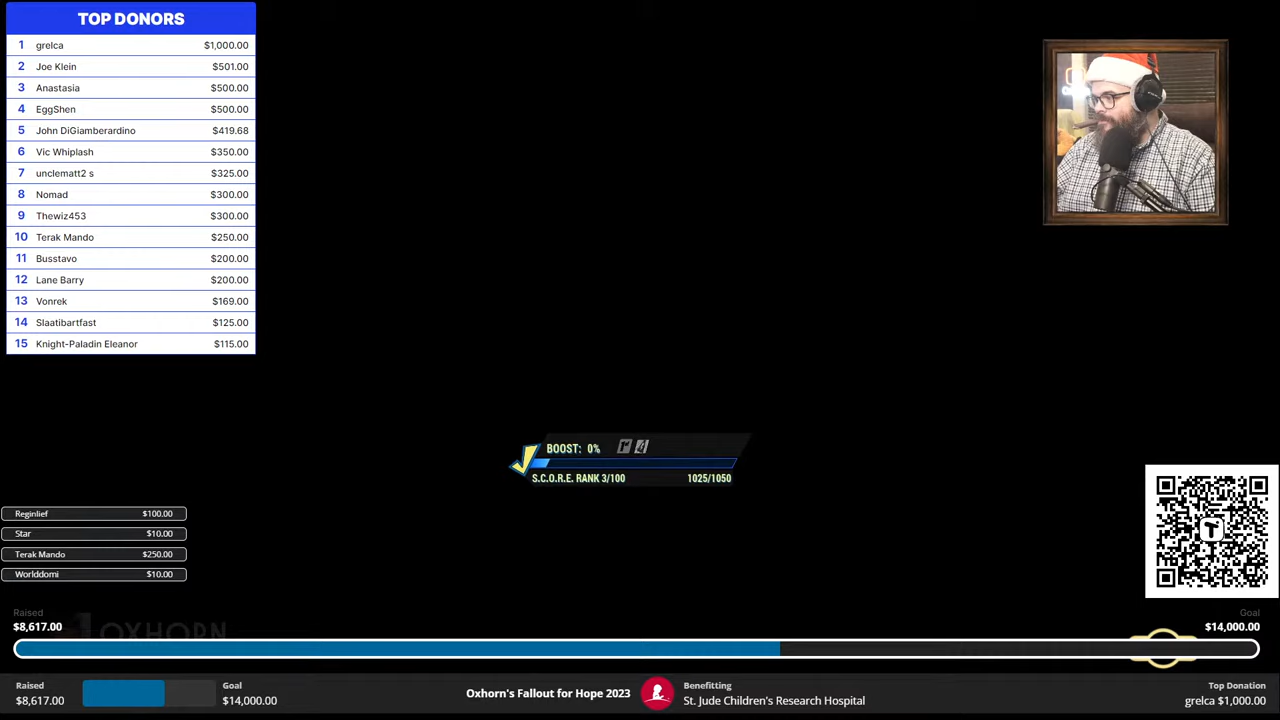 TOP DONORS
1 grelca $1,000.00
2 Joe Klein $501.00
3 Anastasia $500.00
4 EggShen $500.00
5 John DiGiamberardino $419.68
6 Vic Whiplash $350.00
7 unclematt2 s $325.00
8 Nomad $300.00
9 Thewiz453 $300.00
10 Terak Mando $250.00
11 Busstavo $200.00
12 Lane Barry $200.00
13 Vonrek $169.00
14 Slaatibartfast $125.00
15 Knight-Paladin Eleanor $115.00
BOOST: 0%
S.C.O.R.E. RANK 3/100 1025/1050
Reginlief $100.00
Star $10.00
Terak Mando $250.00
Worlddomi $10.00
Raised Goal
$8,617.00 $14,000.00
OXHORN
Raised Goal Oxhorn's Fallout for Hope 2023 Benefitting Top Donation
$8,617.00 $14,000.00 St. Jude Children's Research Hospital grelca $1,000.00